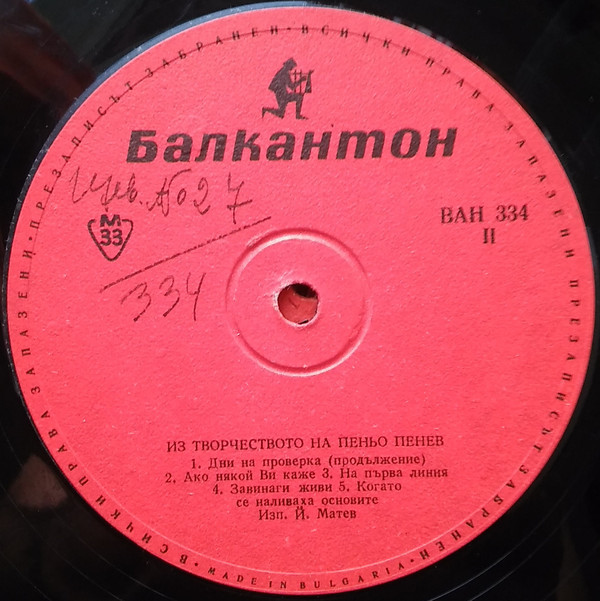 ВСИЧКИ ПРАВА ЗАПАЗЕНИ · ПРЕЗАПИСЪТ ЗАБРАНЕН · ВСИЧКИ ПРАВА ЗАПАЗЕНИ ПРЕЗАПИСЪТ ЗАБРАНЕН ·
Балкантон
Инв. №27
334
М
33
ВАН 334
II
ИЗ ТВОРЧЕСТВОТО НА ПЕНЬО ПЕНЕВ
1. Дни на проверка (продължение)
2. Ако някой Ви каже 3. На първа линия
4. Завинаги живи 5. Когато
се наливаха основите
Изп. Й. Матев
MADE IN BULGARIA